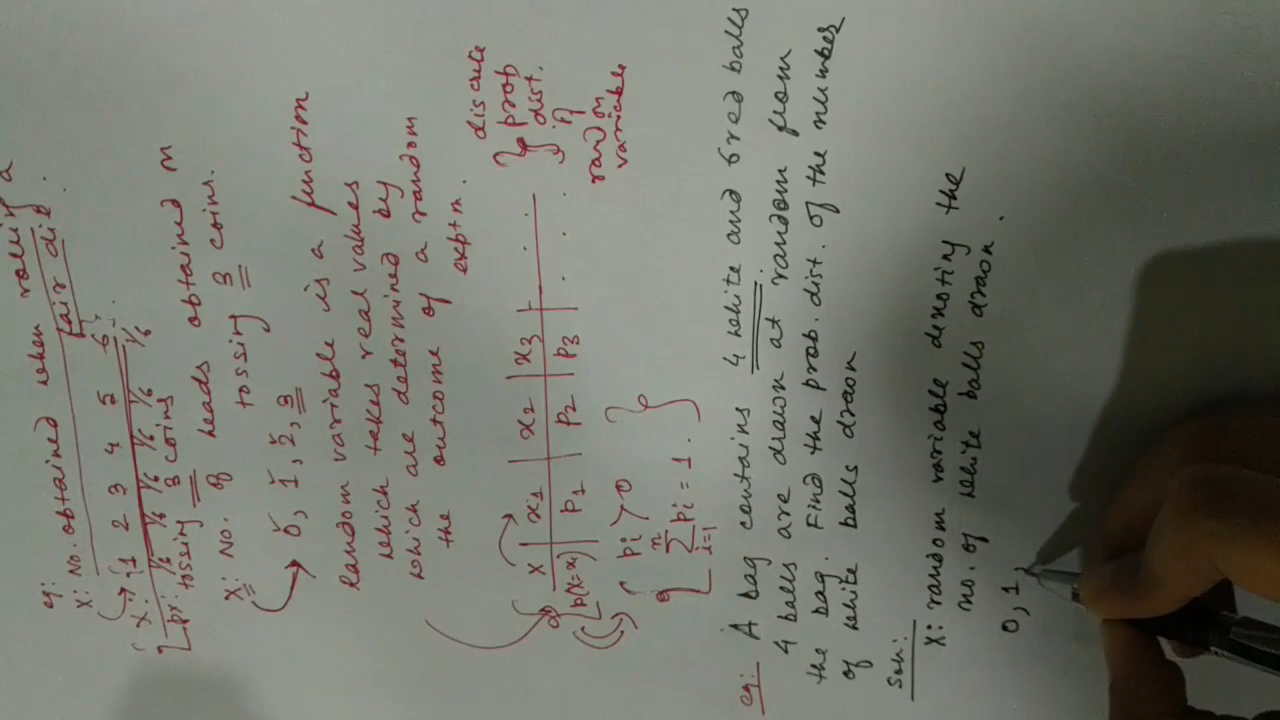 eg:
X: No. obtained when rolling a
fair die.
X: 1 2 3 4 5 6
px: 1/6 1/6 1/6 1/6 1/6 1/6
tossing 3 coins
X: No. of heads obtained in
tossing 3 coins.
→ 0, 1, 2, 3
Random variable is a function
which takes real values
which are determined by
the outcome of a random
exptm.
X | x1 | x2 | x3 | . . . .
p(X=xi) | p1 | p2 | p3 | . . .
discrete
prob
dist.
of
random
variable
pi > 0
n
∑ pi = 1.
i=1
eg: A bag contains 4 white and 6 red balls
4 balls are drawn at random from
the bag. Find the prob. dist. of the number
of white balls drawn
Soln:
X: random variable denoting the
no. of white balls drawn.
0, 1,